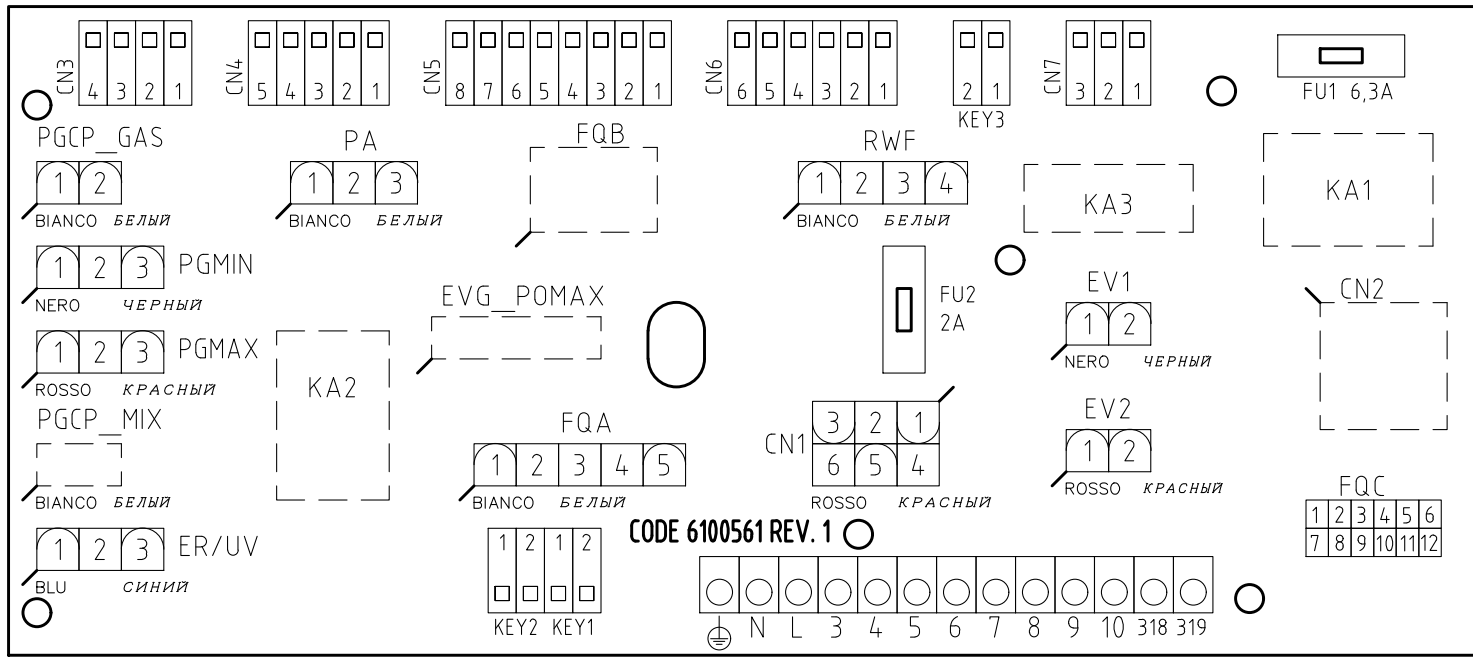 CN3 4 3 2 1
CN4 5 4 3 2 1
CN5 8 7 6 5 4 3 2 1
CN6 6 5 4 3 2 1
2 1
KEY3
CN7 3 2 1
FU1 6,3A
PGCP_GAS
1 2
BIANCO БЕЛЫЙ
PA
1 2 3
BIANCO БЕЛЫЙ
FQB
RWF
1 2 3 4
BIANCO БЕЛЫЙ
KA3
KA1
1 2 3 PGMIN
NERO ЧЕРНЫЙ
EVG_POMAX
FU2
2A
EV1
1 2
NERO ЧЕРНЫЙ
CN2
1 2 3 PGMAX
ROSSO КРАСНЫЙ
KA2
PGCP_MIX
BIANCO БЕЛЫЙ
FQA
1 2 3 4 5
BIANCO БЕЛЫЙ
CN1
3 2 1
6 5 4
ROSSO КРАСНЫЙ
EV2
1 2
ROSSO КРАСНЫЙ
FQC
1 2 3 4 5 6
7 8 9 10 11 12
1 2 3 ER/UV
BLU СИНИЙ
1 2 1 2
KEY2 KEY1
CODE 6100561 REV. 1
N L 3 4 5 6 7 8 9 10 318 319